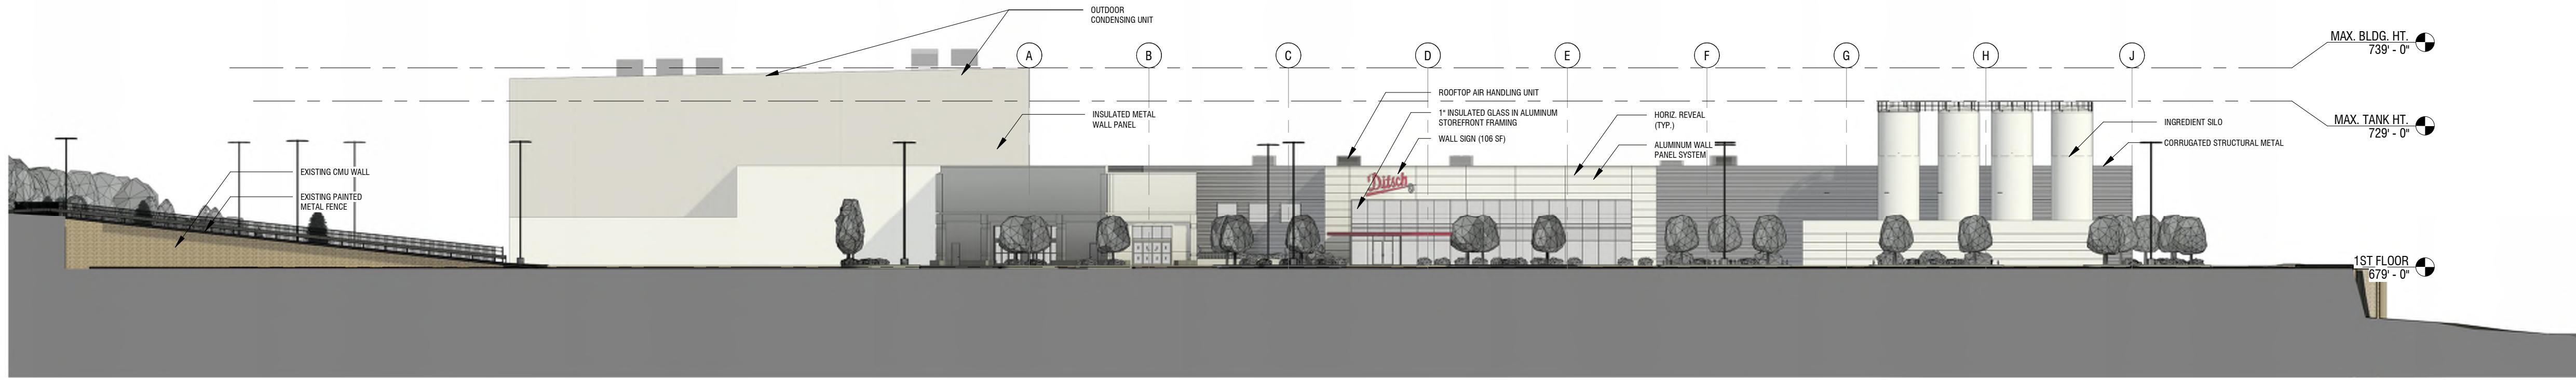 OUTDOOR
CONDENSING UNIT
A
B
C
D
E
F
G
H
J
MAX. BLDG. HT.
739' - 0"
ROOFTOP AIR HANDLING UNIT
1" INSULATED GLASS IN ALUMINUM
STOREFRONT FRAMING
WALL SIGN (106 SF)
INSULATED METAL
WALL PANEL
HORIZ. REVEAL
(TYP.)
ALUMINUM WALL
PANEL SYSTEM
INGREDIENT SILO
CORRUGATED STRUCTURAL METAL
MAX. TANK HT.
729' - 0"
EXISTING CMU WALL
EXISTING PAINTED
METAL FENCE
Ditsch
1ST FLOOR
679' - 0"